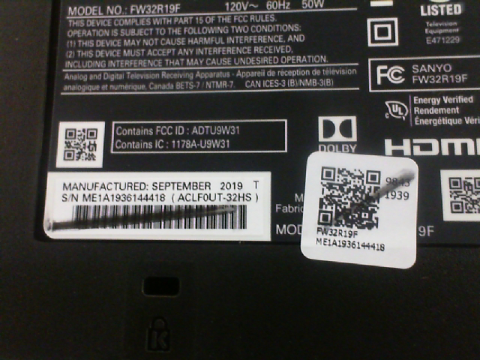 MODEL NO.: FW32R19F 120V~ 60Hz 50W
THIS DEVICE COMPLIES WITH PART 15 OF THE FCC RULES.
OPERATION IS SUBJECT TO THE FOLLOWING TWO CONDITIONS:
(1) THIS DEVICE MAY NOT CAUSE HARMFUL INTERFERENCE, AND
(2) THIS DEVICE MUST ACCEPT ANY INTERFERENCE RECEIVED,
INCLUDING INTERFERENCE THAT MAY CAUSE UNDESIRED OPERATION.
Analog and Digital Television Receiving Apparatus - Appareil de réception de télévision
analogique et numérique, Canada BETS-7 / NTMR-7. CAN ICES-3 (B)/NMB-3(B)
LISTED
Television
Equipment
E471229
FC SANYO
FW32R19F
UL Energy Verified
Rendement
Énergétique
Contains FCC ID : ADTU9W31
Contains IC : 1178A-U9W31
DOLBY
HDMI
MANUFACTURED: SEPTEMBER 2019 T
S/N ME1A1936144418 ( ACLF0UT-32HS )
1939
FW32R19F
ME1A1936144418